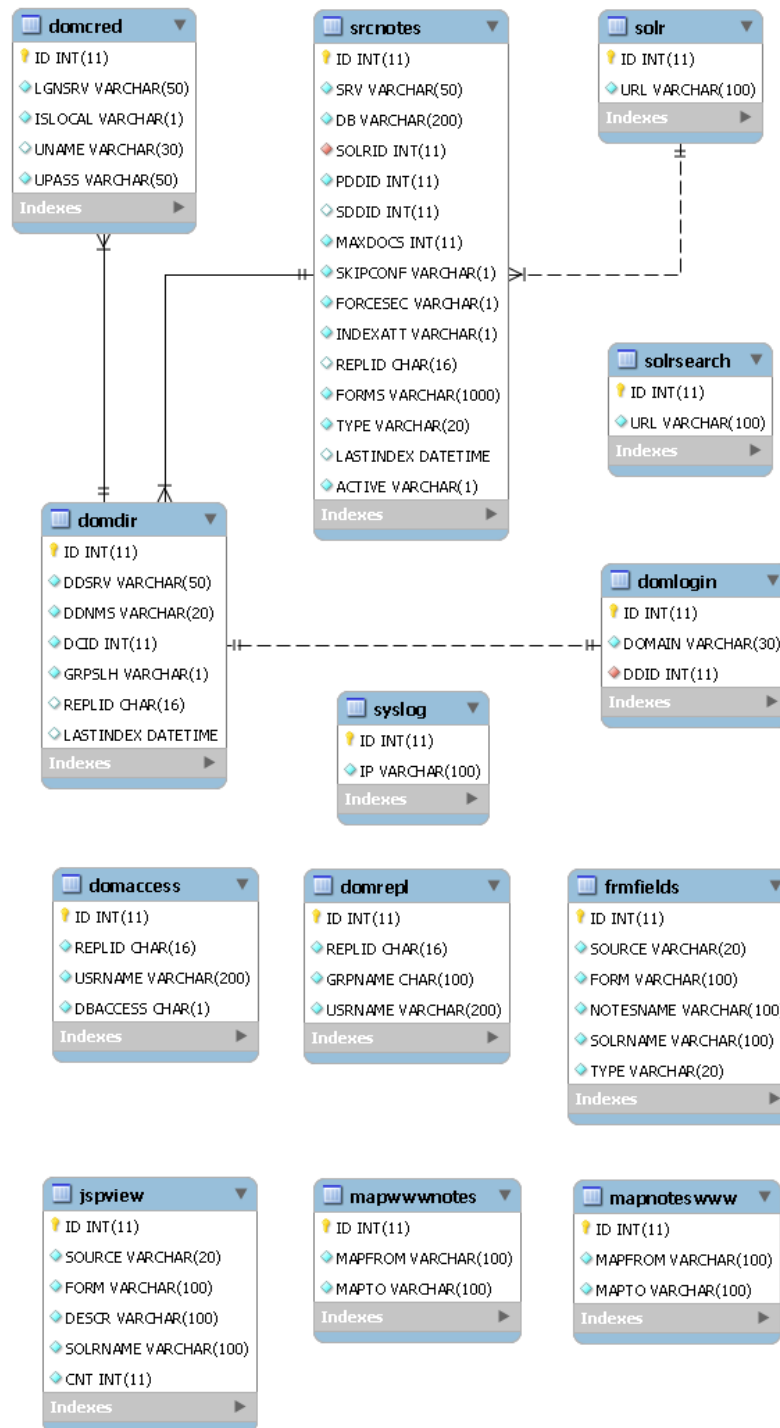 domcred
ID INT(11)
LGNSRV VARCHAR(50)
ISLOCAL VARCHAR(1)
UNAME VARCHAR(30)
UPASS VARCHAR(50)
Indexes
srcnotes
ID INT(11)
SRV VARCHAR(50)
DB VARCHAR(200)
SOLRID INT(11)
PDDID INT(11)
SDDID INT(11)
MAXDOCS INT(11)
SKIPCONF VARCHAR(1)
FORCESEC VARCHAR(1)
INDEXATT VARCHAR(1)
REPLID CHAR(16)
FORMS VARCHAR(1000)
TYPE VARCHAR(20)
LASTINDEX DATETIME
ACTIVE VARCHAR(1)
Indexes
solr
ID INT(11)
URL VARCHAR(100)
Indexes
solrsearch
ID INT(11)
URL VARCHAR(100)
Indexes
domdir
ID INT(11)
DDSRV VARCHAR(50)
DDNMS VARCHAR(20)
DCID INT(11)
GRPSLH VARCHAR(1)
REPLID CHAR(16)
LASTINDEX DATETIME
Indexes
domlogin
ID INT(11)
DOMAIN VARCHAR(30)
DDID INT(11)
Indexes
syslog
ID INT(11)
IP VARCHAR(100)
Indexes
domaccess
ID INT(11)
REPLID CHAR(16)
USRNAME VARCHAR(200)
DBACCESS CHAR(1)
Indexes
domrepl
ID INT(11)
REPLID CHAR(16)
GRPNAME CHAR(100)
USRNAME VARCHAR(200)
Indexes
frmfields
ID INT(11)
SOURCE VARCHAR(20)
FORM VARCHAR(100)
NOTESNAME VARCHAR(100
SOLRNAME VARCHAR(100)
TYPE VARCHAR(20)
Indexes
jspview
ID INT(11)
SOURCE VARCHAR(20)
FORM VARCHAR(100)
DESCR VARCHAR(100)
SOLRNAME VARCHAR(100)
CNT INT(11)
Indexes
mapwwwnotes
ID INT(11)
MAPFROM VARCHAR(100)
MAPTO VARCHAR(100)
Indexes
mapnoteswww
ID INT(11)
MAPFROM VARCHAR(100)
MAPTO VARCHAR(100)
Indexes